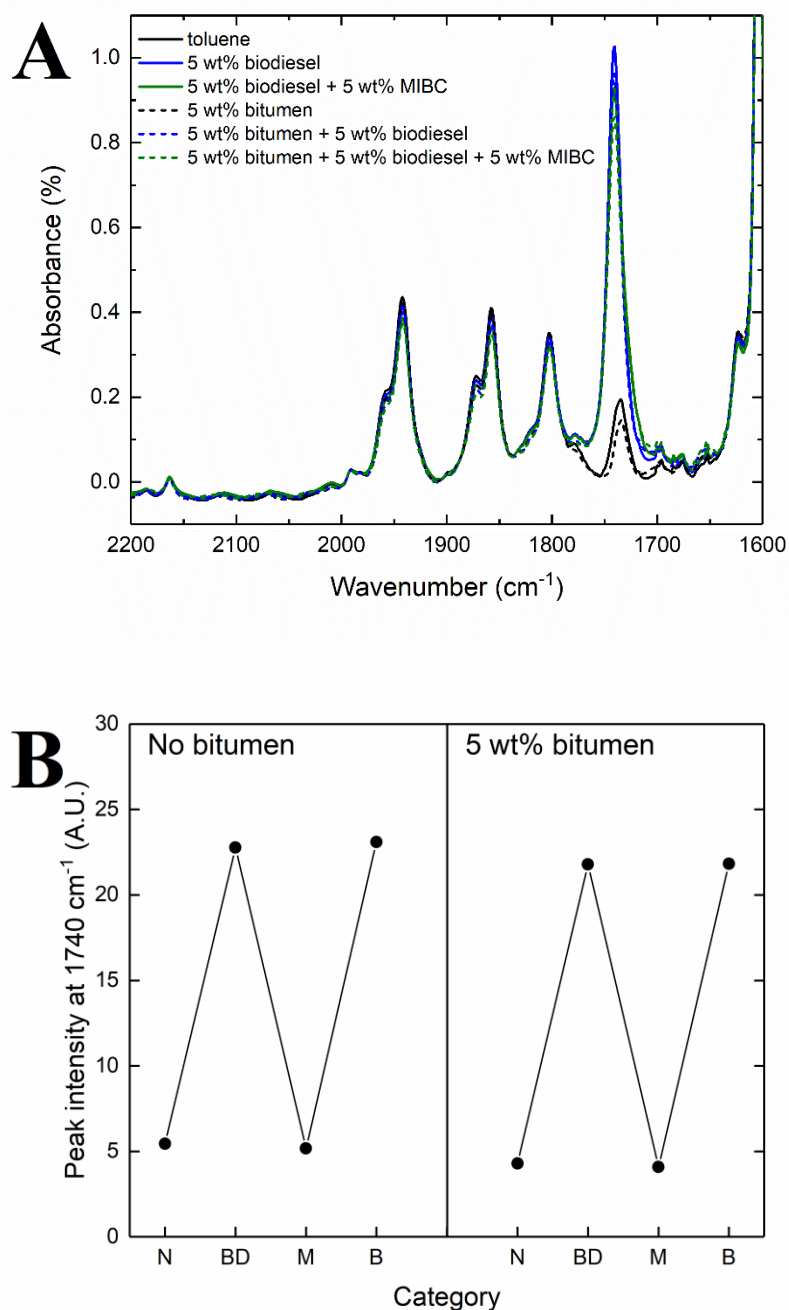 A
toluene
5 wt% biodiesel
5 wt% biodiesel + 5 wt% MIBC
5 wt% bitumen
5 wt% bitumen + 5 wt% biodiesel
5 wt% bitumen + 5 wt% biodiesel + 5 wt% MIBC
1.0
0.8
0.6
0.4
0.2
0.0
Absorbance (%)
2200 2100 2000 1900 1800 1700 1600
Wavenumber (cm⁻¹)
B
No bitumen 5 wt% bitumen
30
25
20
15
10
5
0
Peak intensity at 1740 cm⁻¹ (A.U.)
N BD M B N BD M B
Category